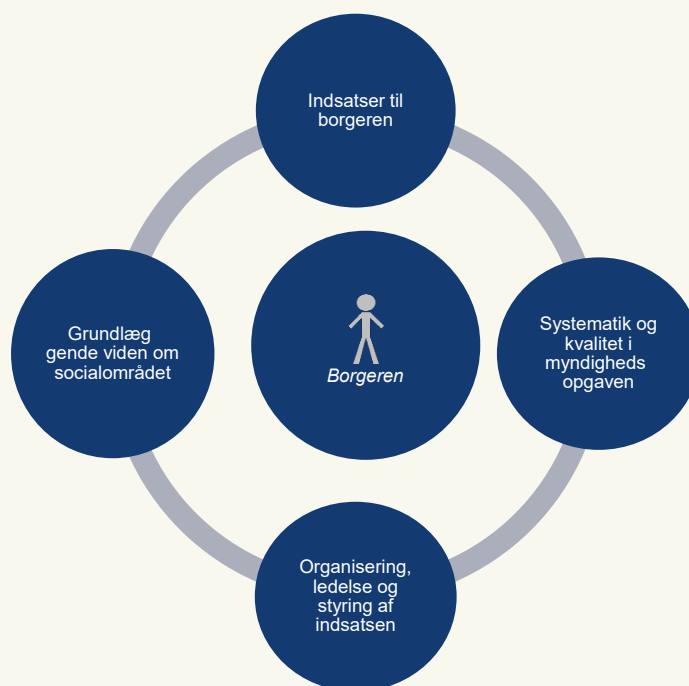 Indsatser til
borgeren
Grundlæg
gende viden om
socialområdet
Borgeren
Systematik og
kvalitet i
myndigheds
opgaven
Organisering,
ledelse og
styring af
indsatsen